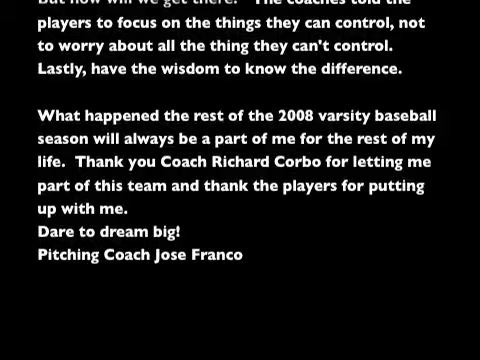 But how will we get there?  The coaches told the
players to focus on the things they can control, not
to worry about all the thing they can't control.
Lastly, have the wisdom to know the difference.
What happened the rest of the 2008 varsity baseball
season will always be a part of me for the rest of my
life.  Thank you Coach Richard Corbo for letting me
part of this team and thank the players for putting
up with me.
Dare to dream big!
Pitching Coach Jose Franco